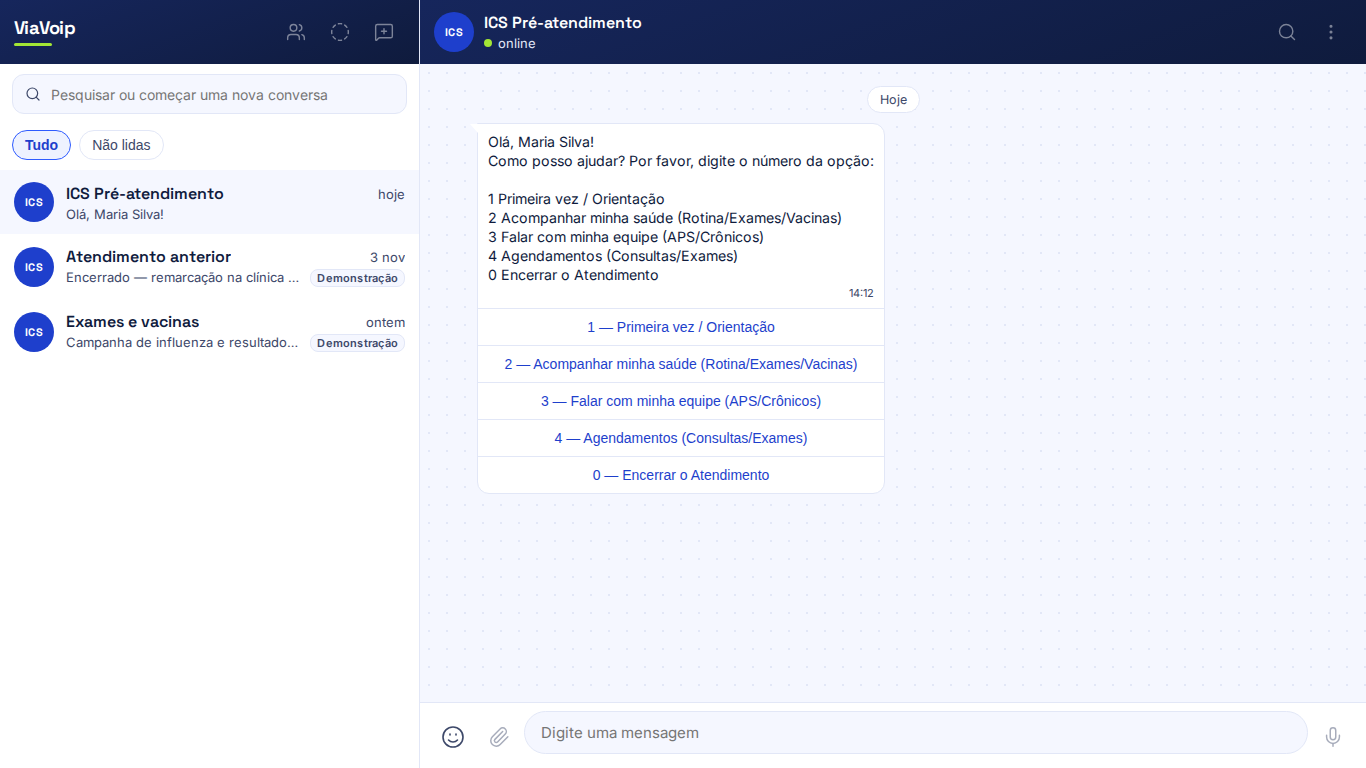 ViaVoip
Pesquisar ou começar uma nova conversa
Tudo
Não lidas
ICS
ICS Pré-atendimento
hoje
Olá, Maria Silva!
ICS
Atendimento anterior
3 nov
Encerrado — remarcação na clínica ...
Demonstração
ICS
Exames e vacinas
ontem
Campanha de influenza e resultado...
Demonstração
ICS
ICS Pré-atendimento
online
Hoje
Olá, Maria Silva!
Como posso ajudar? Por favor, digite o número da opção:
1 Primeira vez / Orientação
2 Acompanhar minha saúde (Rotina/Exames/Vacinas)
3 Falar com minha equipe (APS/Crônicos)
4 Agendamentos (Consultas/Exames)
0 Encerrar o Atendimento
14:12
1 — Primeira vez / Orientação
2 — Acompanhar minha saúde (Rotina/Exames/Vacinas)
3 — Falar com minha equipe (APS/Crônicos)
4 — Agendamentos (Consultas/Exames)
0 — Encerrar o Atendimento
Digite uma mensagem